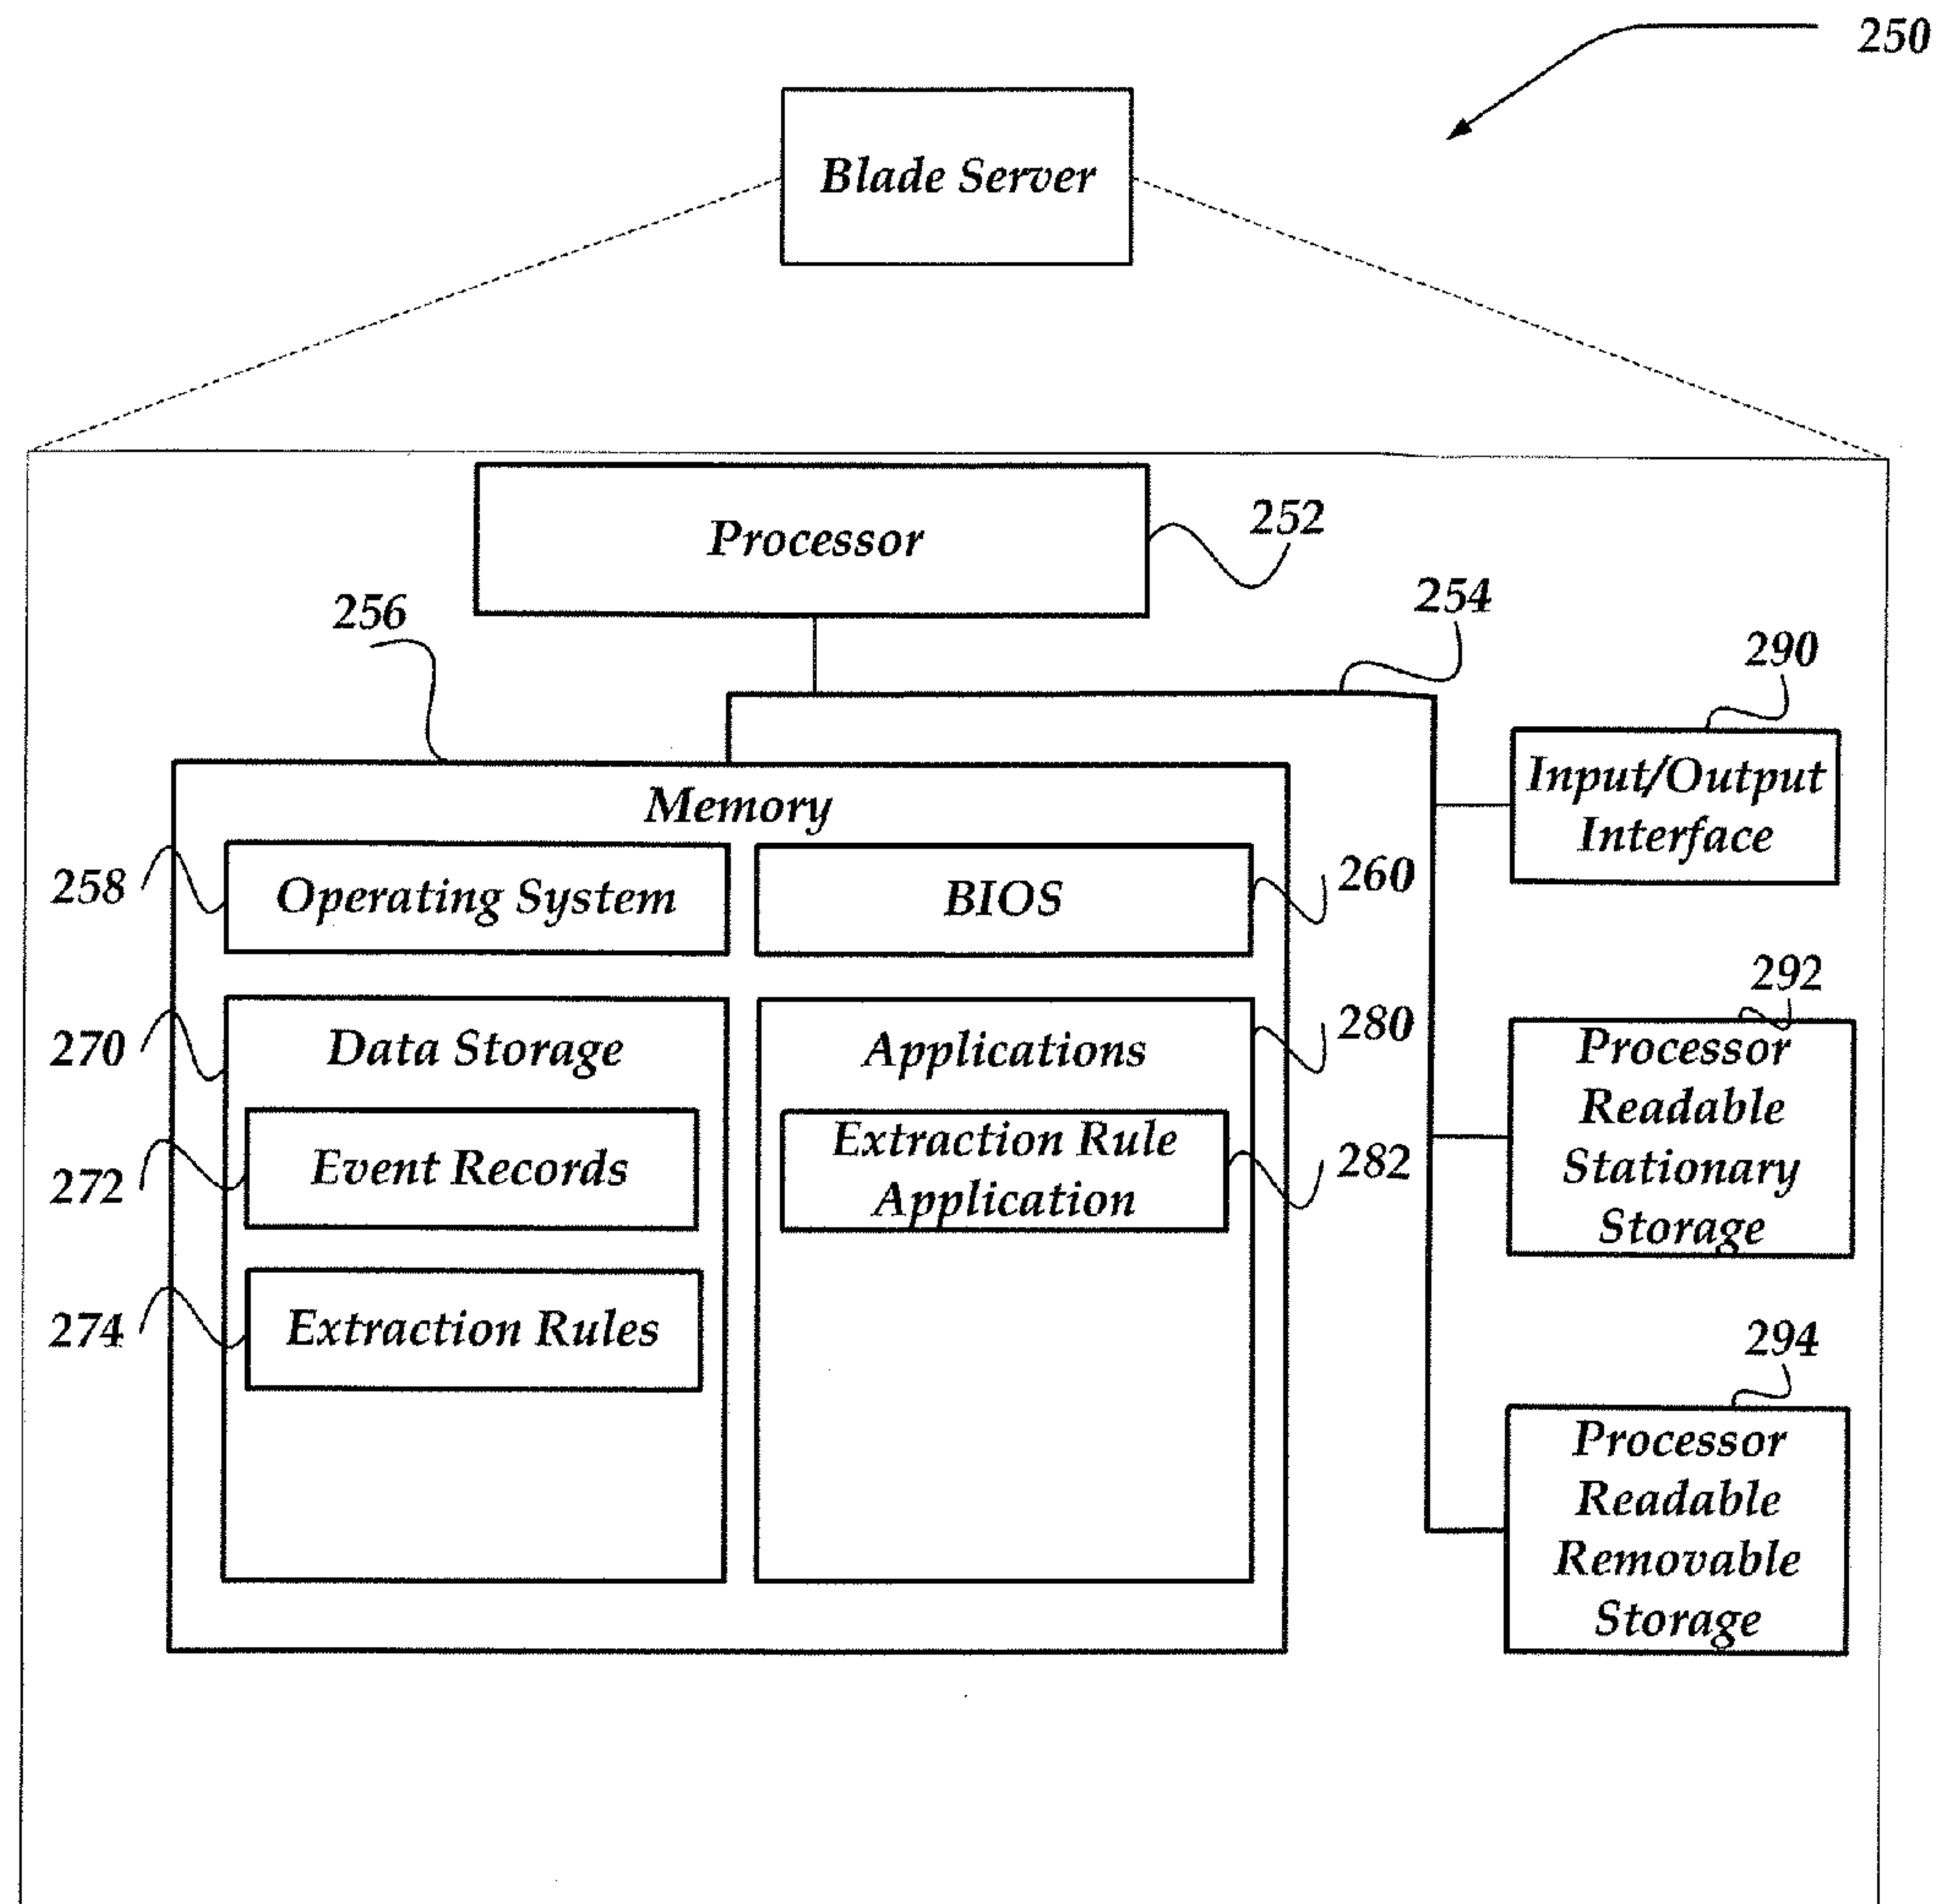 250
Blade Server
Processor
252
256
254
290
Input/Output
Interface
Memory
258
Operating System
BIOS
260
292
Processor
Readable
Stationary
Storage
270
Data Storage
Applications
280
272
Event Records
Extraction Rule
Application
282
274
Extraction Rules
294
Processor
Readable
Removable
Storage